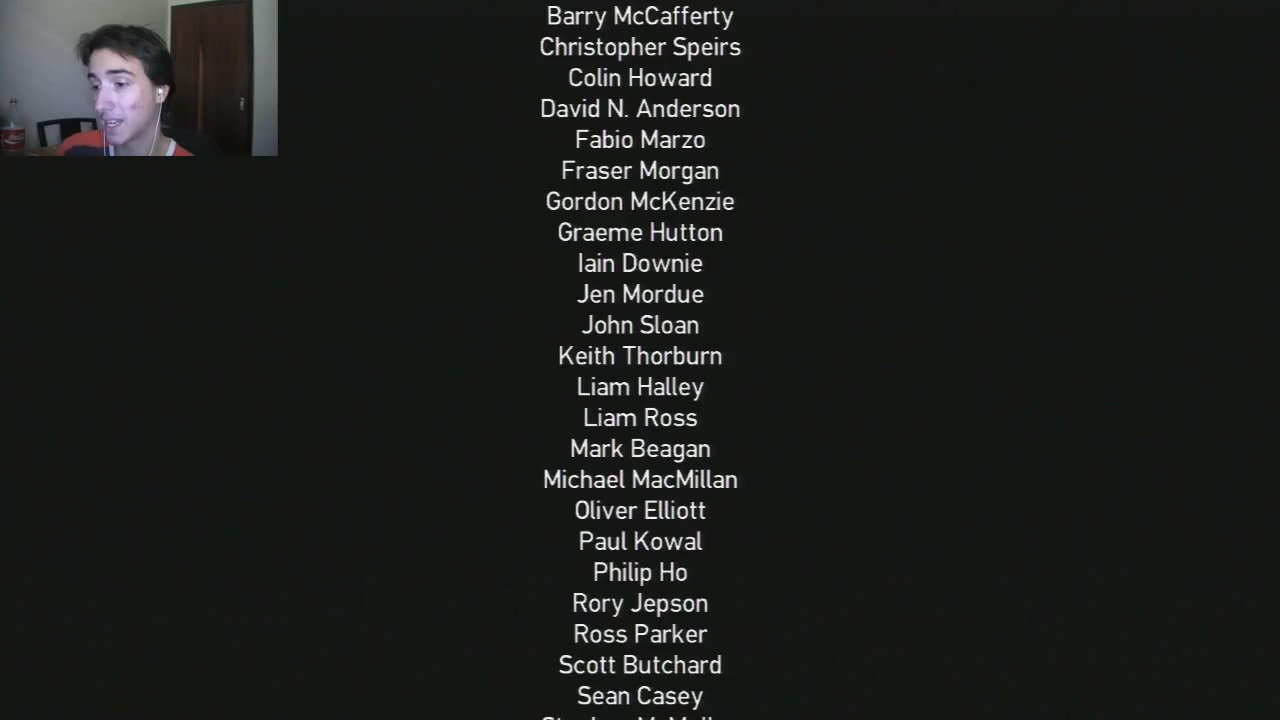 Barry McCafferty
Christopher Speirs
Colin Howard
David N. Anderson
Fabio Marzo
Fraser Morgan
Gordon McKenzie
Graeme Hutton
Iain Downie
Jen Mordue
John Sloan
Keith Thorburn
Liam Halley
Liam Ross
Mark Beagan
Michael MacMillan
Oliver Elliott
Paul Kowal
Philip Ho
Rory Jepson
Ross Parker
Scott Butchard
Sean Casey